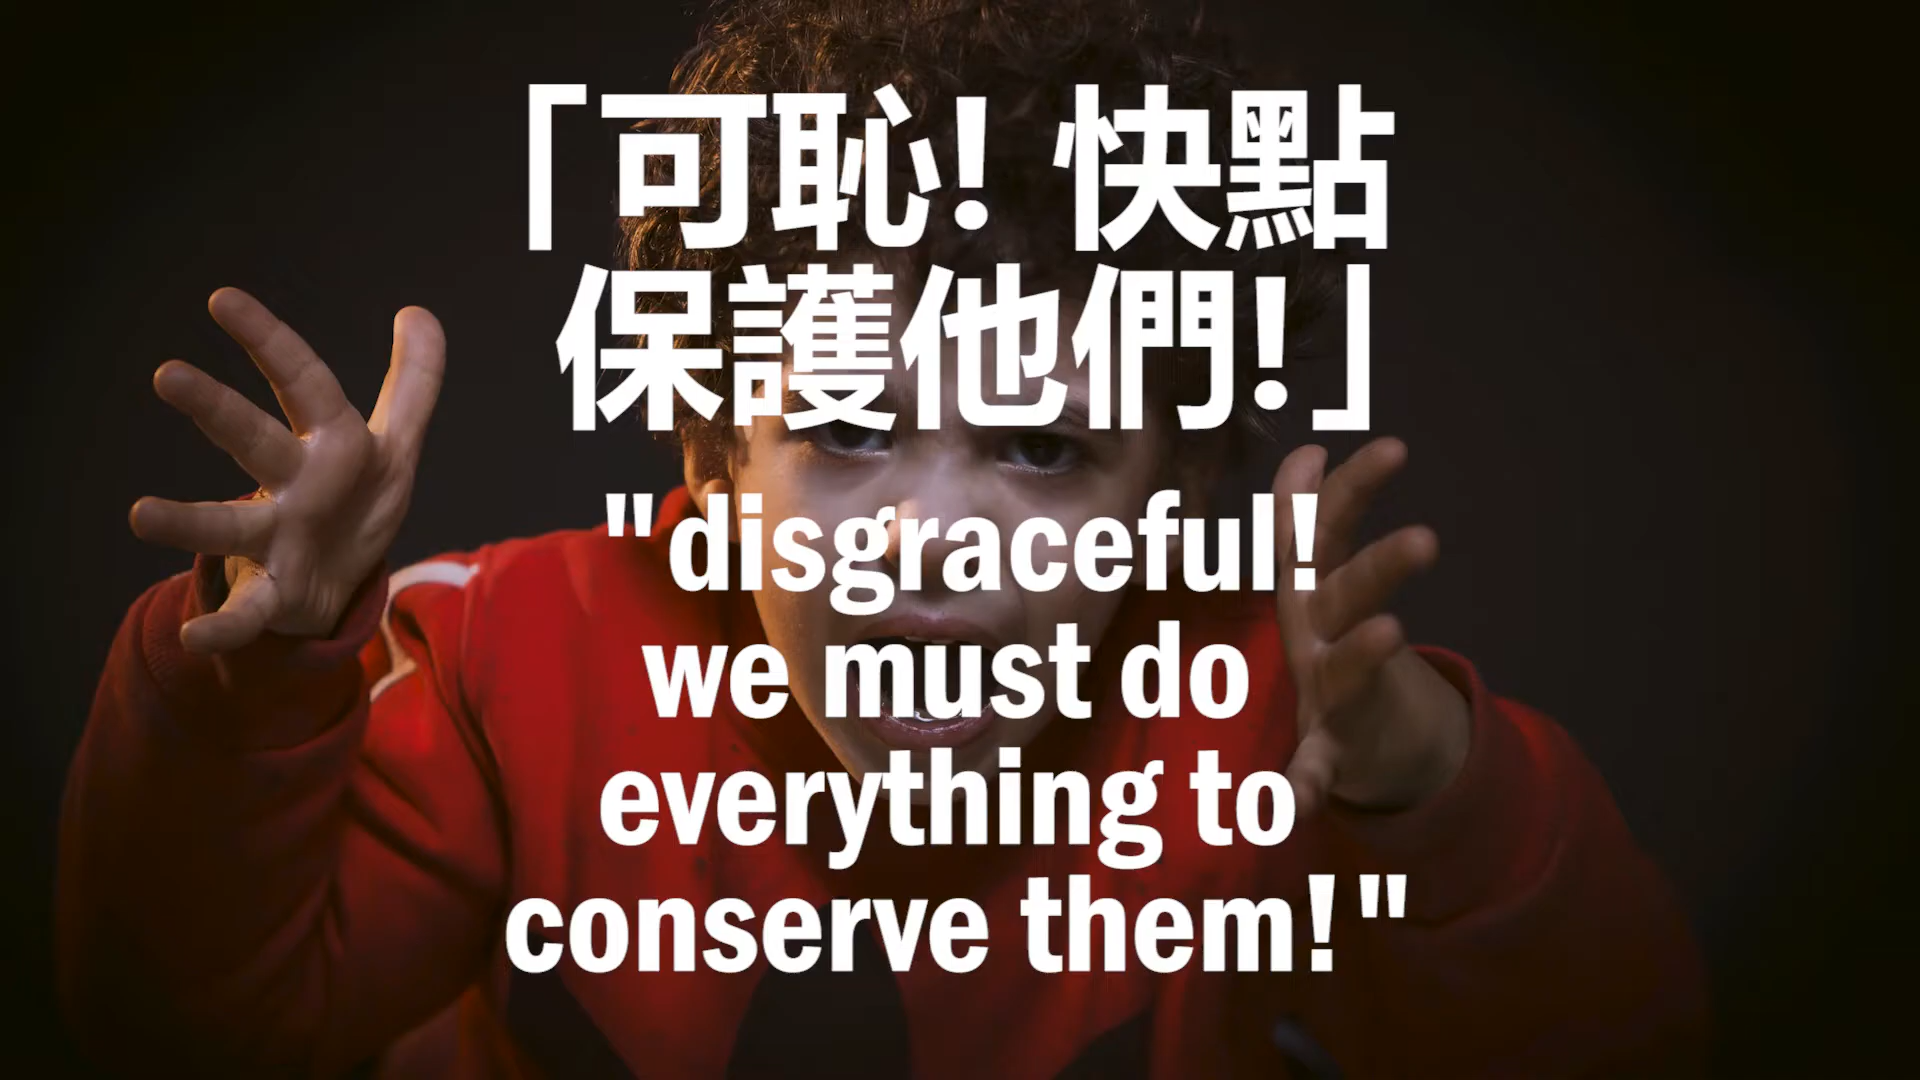 「可恥！快點
保護他們！」
"disgraceful!
we must do
everything to
conserve them!"